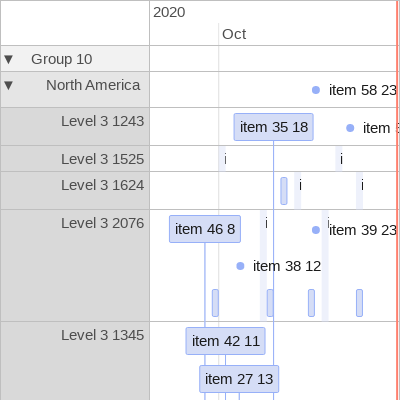 2020
Oct
▼ Group 10
▼ North America
item 58 23
Level 3 1243
item 35 18
item
Level 3 1525
i
i
Level 3 1624
i
i
Level 3 2076
item 46 8
i
i
item 39 23
item 38 12
Level 3 1345
item 42 11
item 27 13